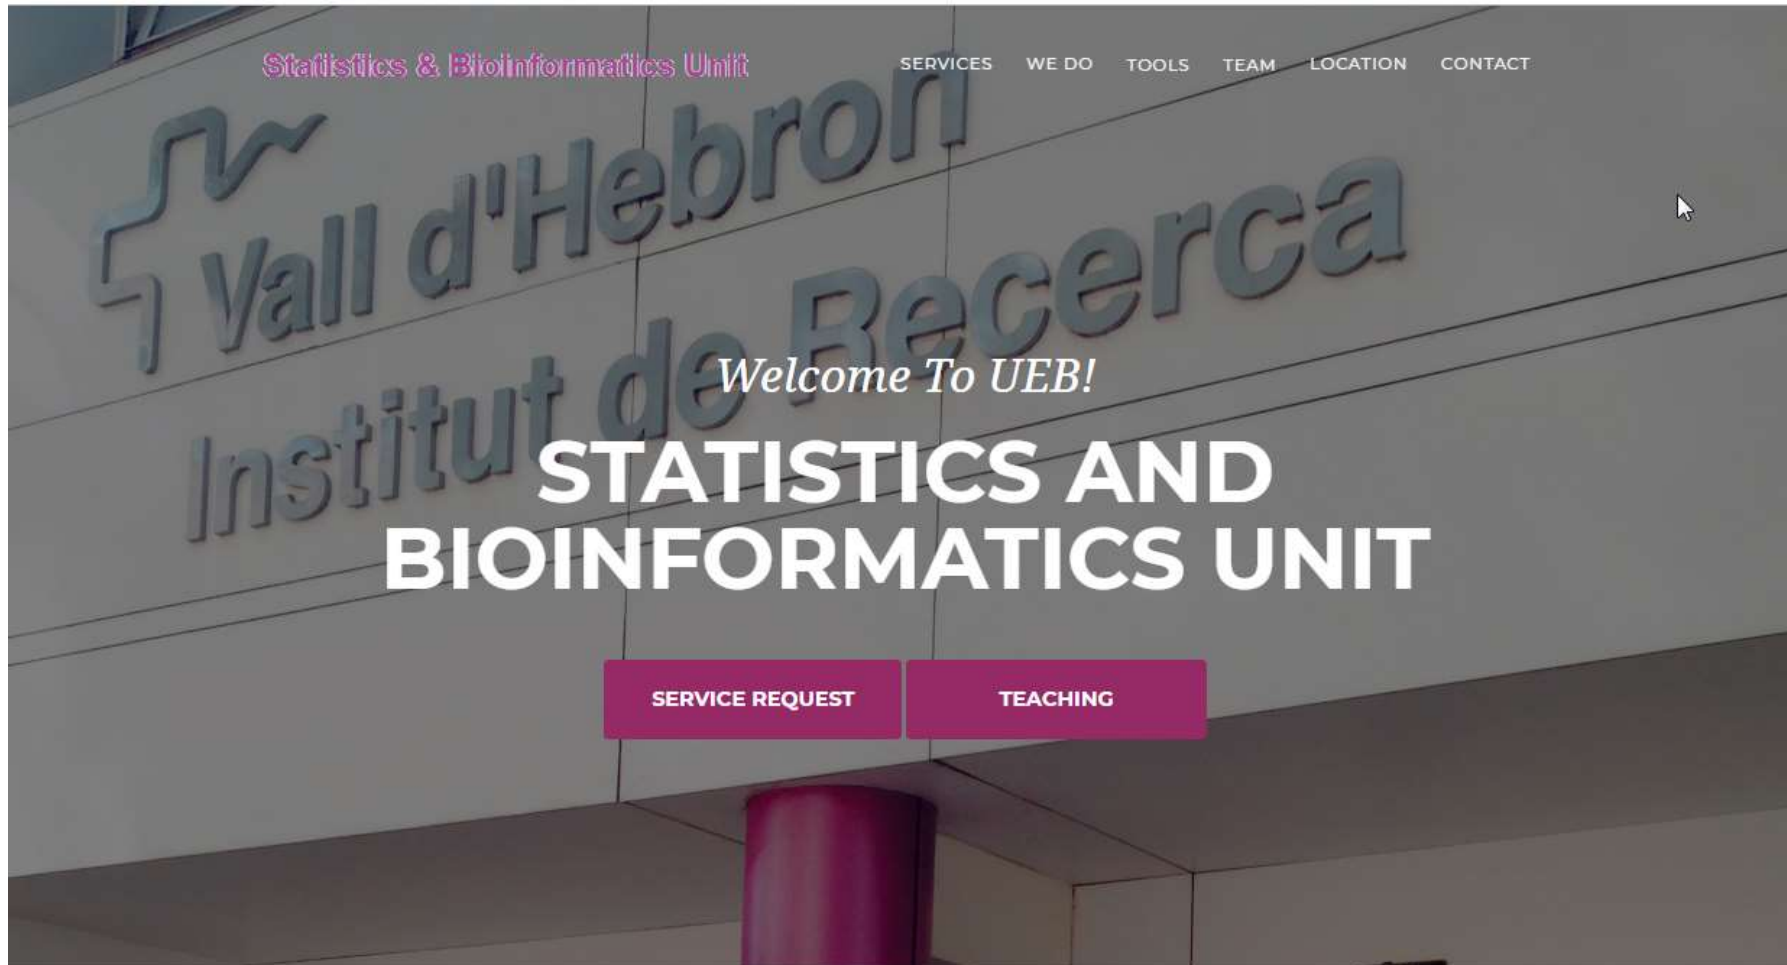 Statistics & Bioinformatics Unit
SERVICES WE DO TOOLS TEAM LOCATION CONTACT
Vall d'Hebron
Institut de Recerca
Welcome To UEB!
STATISTICS AND
BIOINFORMATICS UNIT
SERVICE REQUEST TEACHING